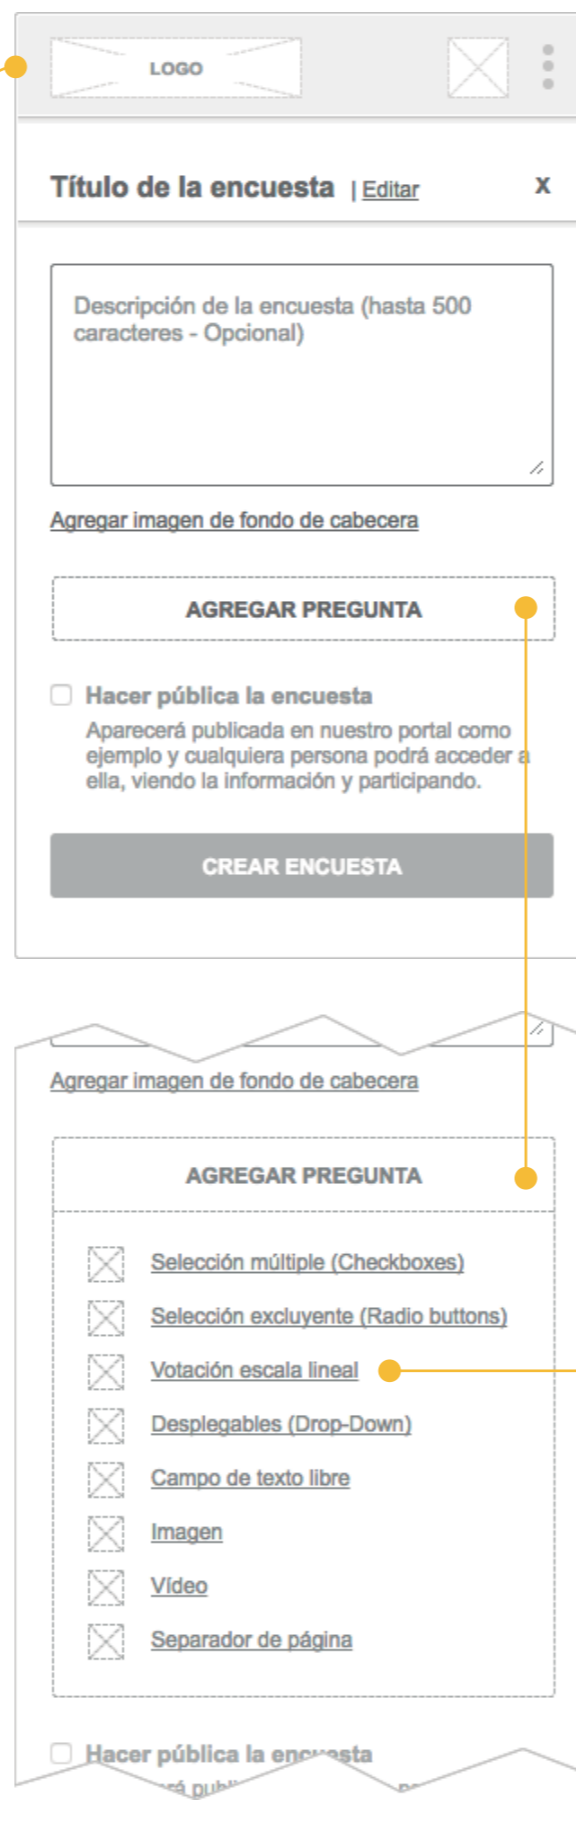 LOGO
Título de la encuesta | Editar x
Descripción de la encuesta (hasta 500
caracteres - Opcional)
Agregar imagen de fondo de cabecera
AGREGAR PREGUNTA
Hacer pública la encuesta
Aparecerá publicada en nuestro portal como
ejemplo y cualquiera persona podrá acceder a
ella, viendo la información y participando.
CREAR ENCUESTA
Agregar imagen de fondo de cabecera
AGREGAR PREGUNTA
Selección múltiple (Checkboxes)
Selección excluyente (Radio buttons)
Votación escala lineal
Desplegables (Drop-Down)
Campo de texto libre
Imagen
Vídeo
Separador de página
Hacer pública la encuesta